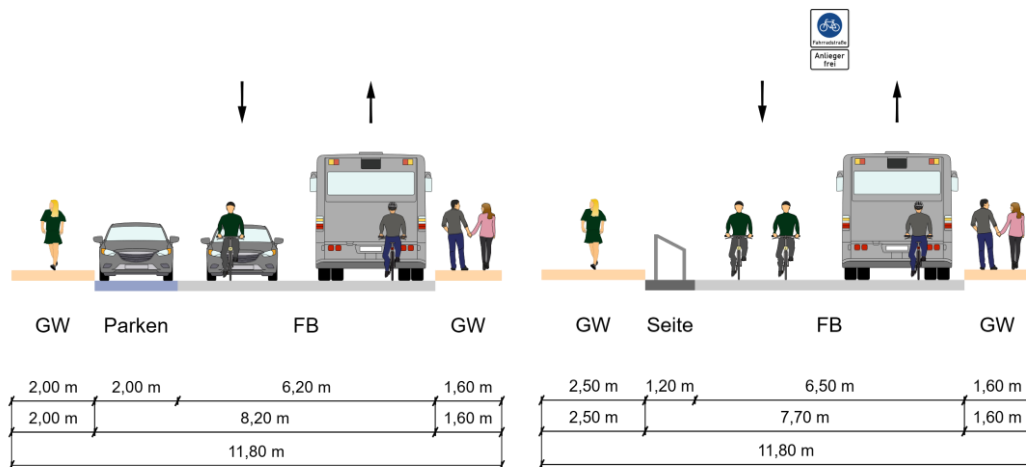 Fahrradstraße
Anlieger
frei
GW Parken FB GW
2,00 m 2,00 m 6,20 m 1,60 m
2,00 m 8,20 m 1,60 m
11,80 m
GW Seite FB GW
2,50 m 1,20 m 6,50 m 1,60 m
2,50 m 7,70 m 1,60 m
11,80 m